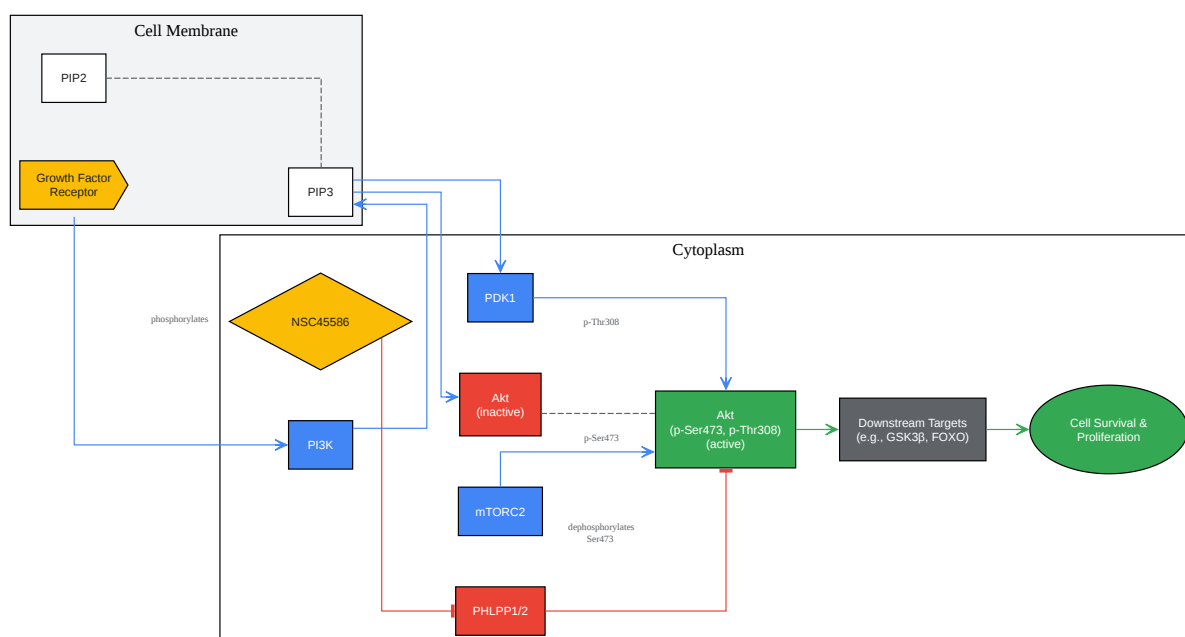 Cell Membrane
PIP2
Growth Factor
Receptor
PIP3
Cytoplasm
PDK1
NSC45586
phosphorylates
p-Thr308
Akt
(inactive)
Akt
(p-Ser473, p-Thr308)
(active)
Downstream Targets
(e.g., GSK3β, FOXO)
Cell Survival &
Proliferation
p-Ser473
PI3K
mTORC2
dephosphorylates
Ser473
PHLPP1/2